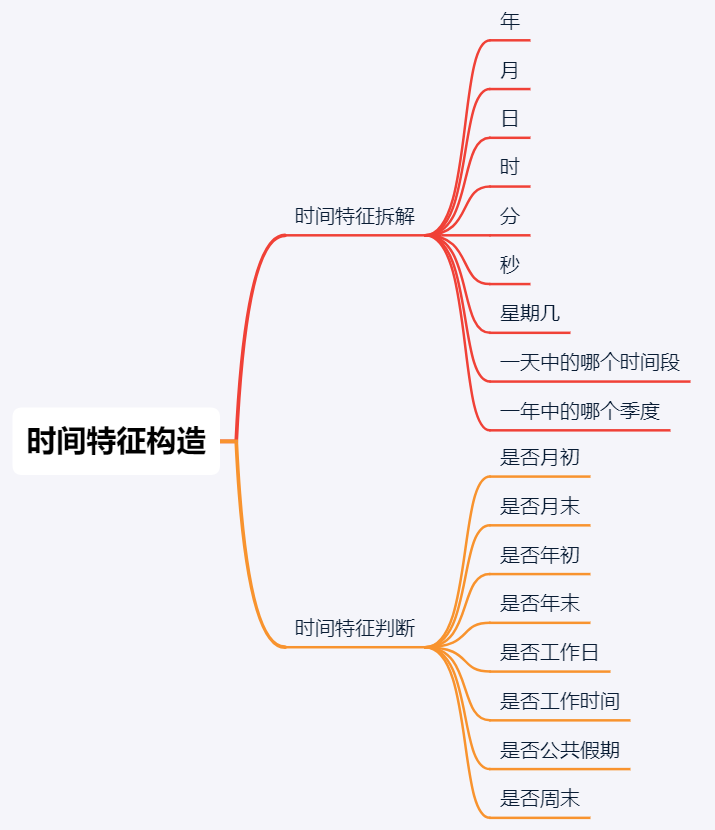 时间特征构造
时间特征拆解
年
月
日
时
分
秒
星期几
一天中的哪个时间段
一年中的哪个季度
时间特征判断
是否月初
是否月末
是否年初
是否年末
是否工作日
是否工作时间
是否公共假期
是否周末